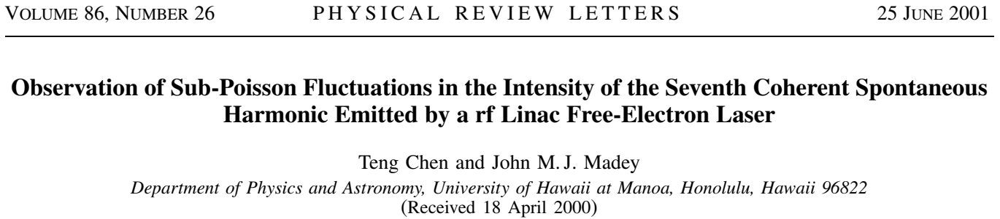 VOLUME 86, NUMBER 26 PHYSICAL REVIEW LETTERS 25 JUNE 2001
Observation of Sub-Poisson Fluctuations in the Intensity of the Seventh Coherent Spontaneous
Harmonic Emitted by a rf Linac Free-Electron Laser
Teng Chen and John M. J. Madey
Department of Physics and Astronomy, University of Hawaii at Manoa, Honolulu, Hawaii 96822
(Received 18 April 2000)